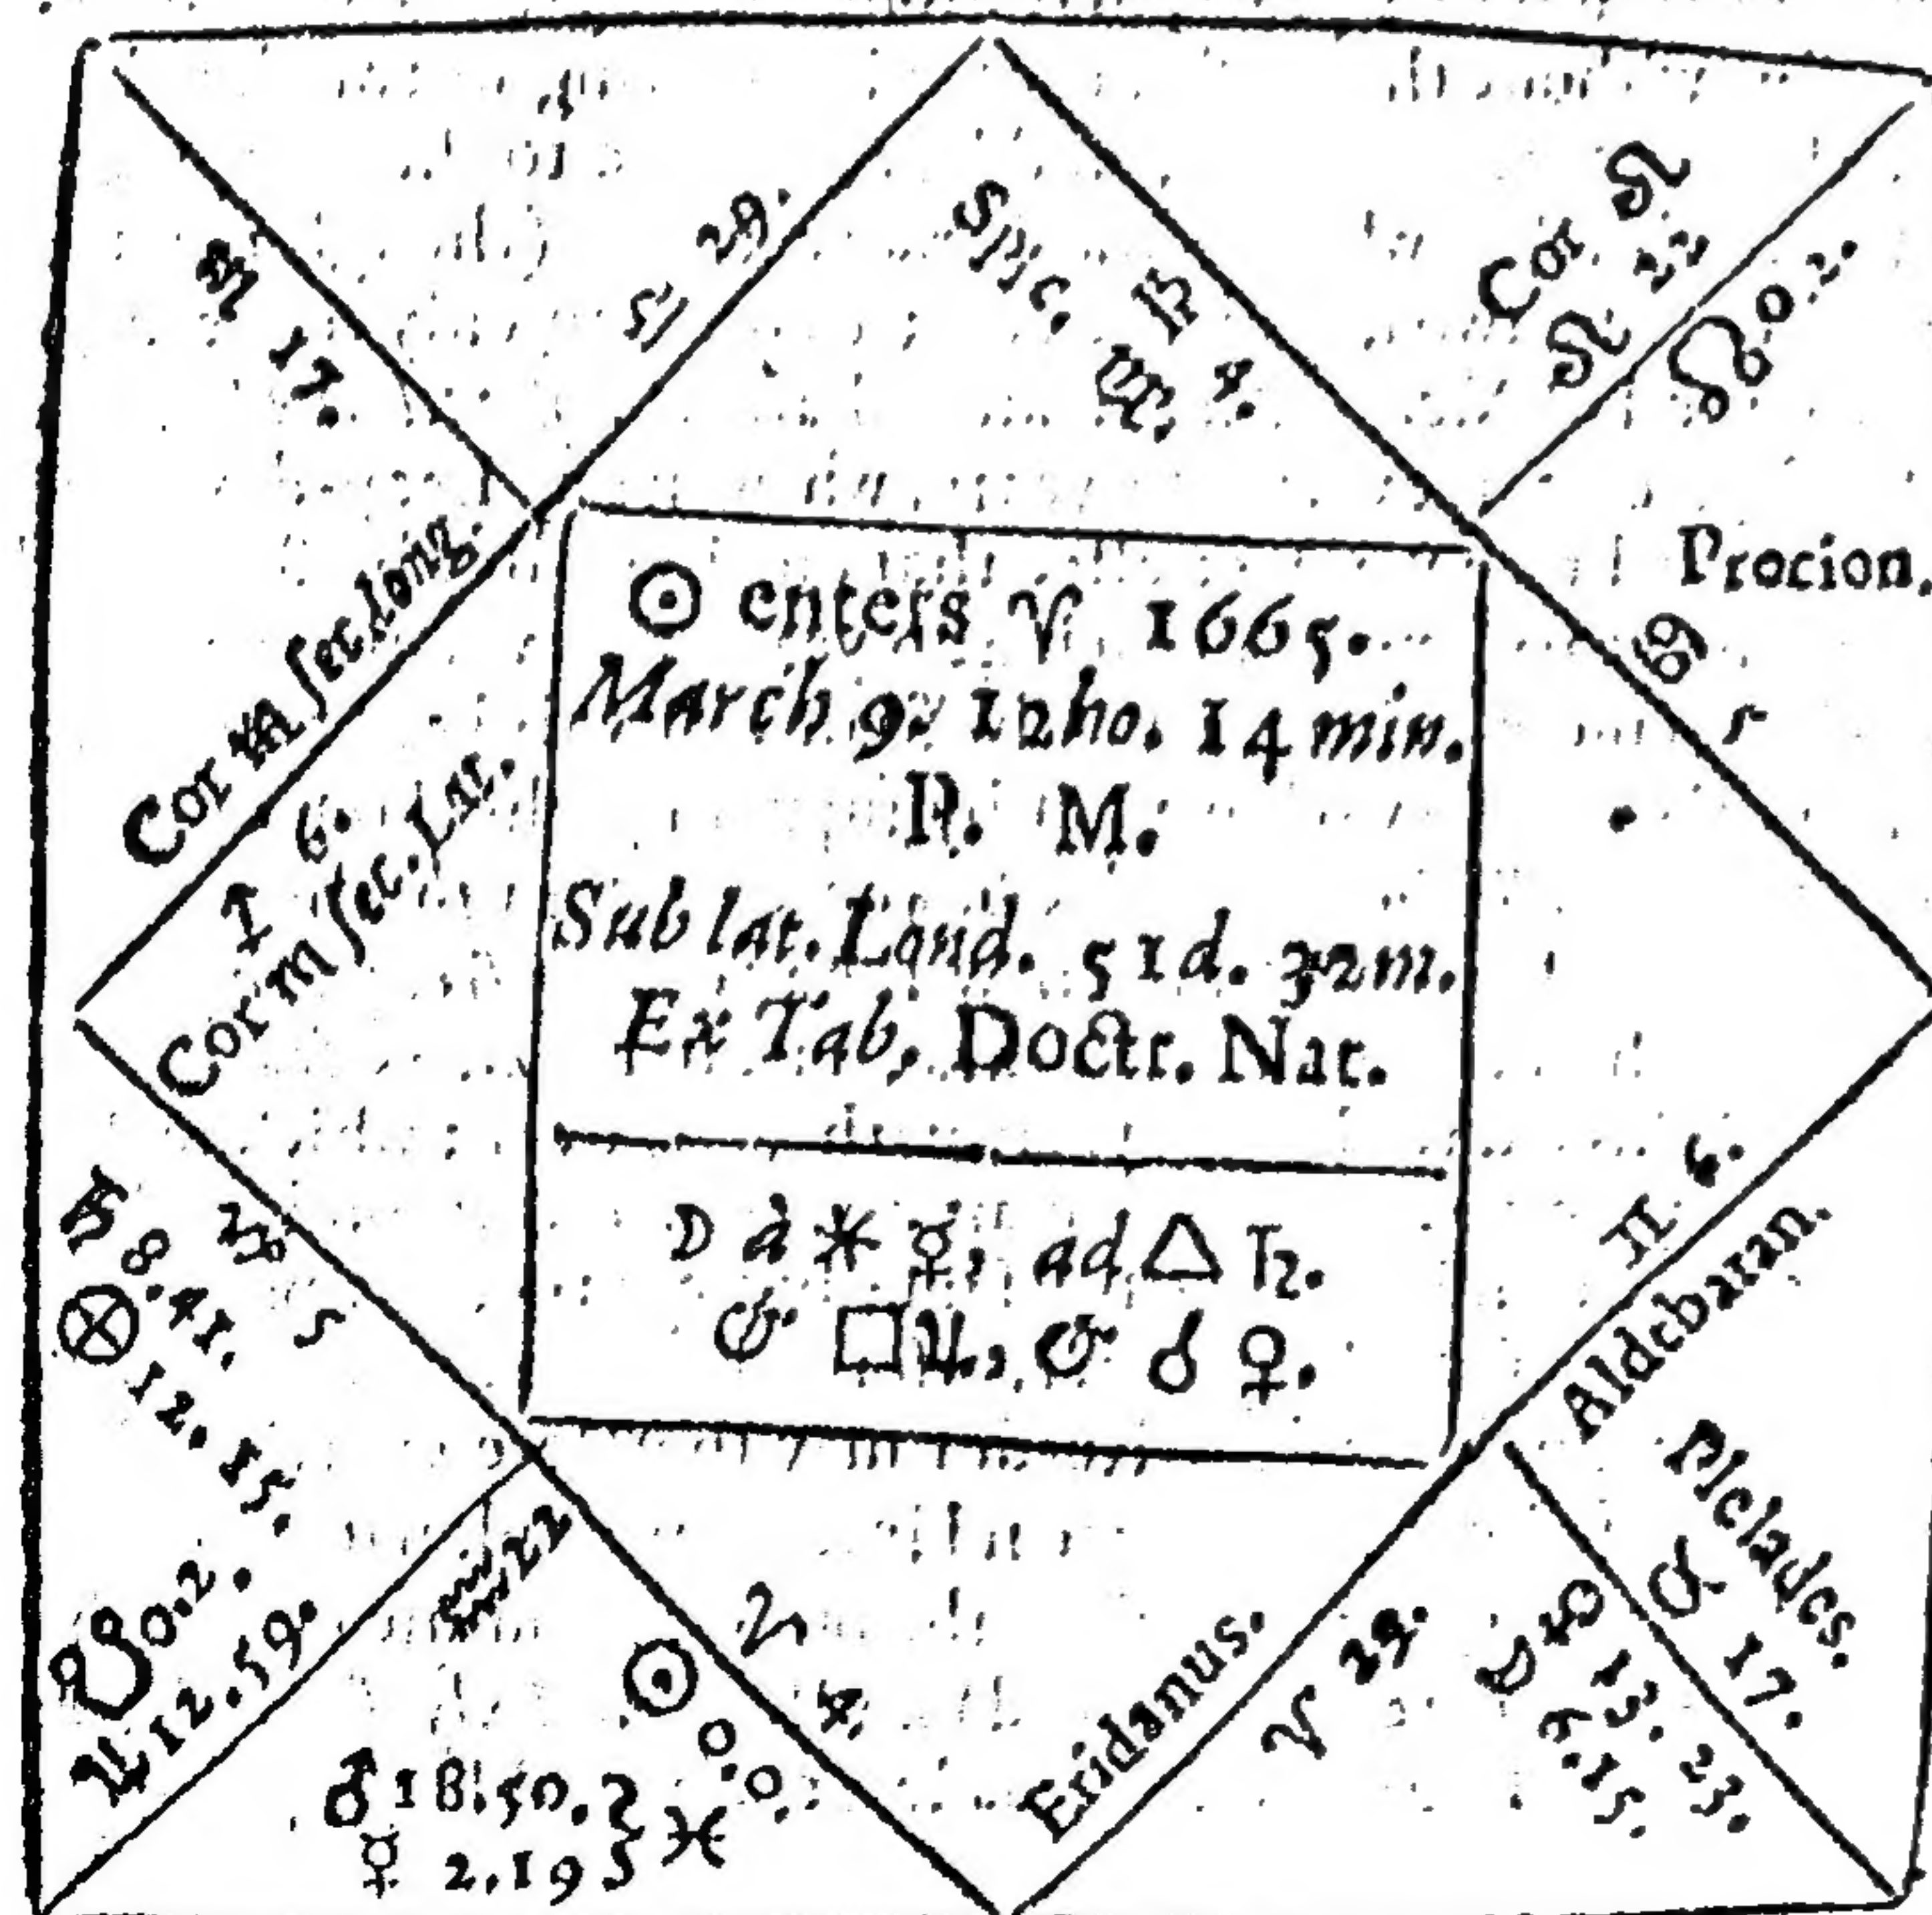 ☉ enters ♈ 1665.
March 9. 12ho. 14 min.
P. M.
Sub lat. Lond. 51d. 32m.
Ex Tab. Doctr. Nat.
☽ à ⚹ ☿, ad △ ♄.
☍ □ ♃, ☍ ☌ ♀.
♏ 17.
♎ 29.
Spic. ♍.
♎ 4.
Cor ♌
♌ 22
☊ 0. 2.
Procion.
♋ 5
Cor ♏ sec long.
♐ 6.
Cor ♏ sec. Lat.
♊ 6.
Aldebaran.
Pleiades.
♉ 17.
♄ 8. 41.
♑ 5
⊗ 12. 15.
☋ 0. 2.
♃ 12. 59.
♒ 22
♓ 4.
☉ 0. 0.
♂ 18. 50.
☿ 2. 19
♓
Eridanus.
♈ 29.
♀ 13. 23.
☽ 6. 15.